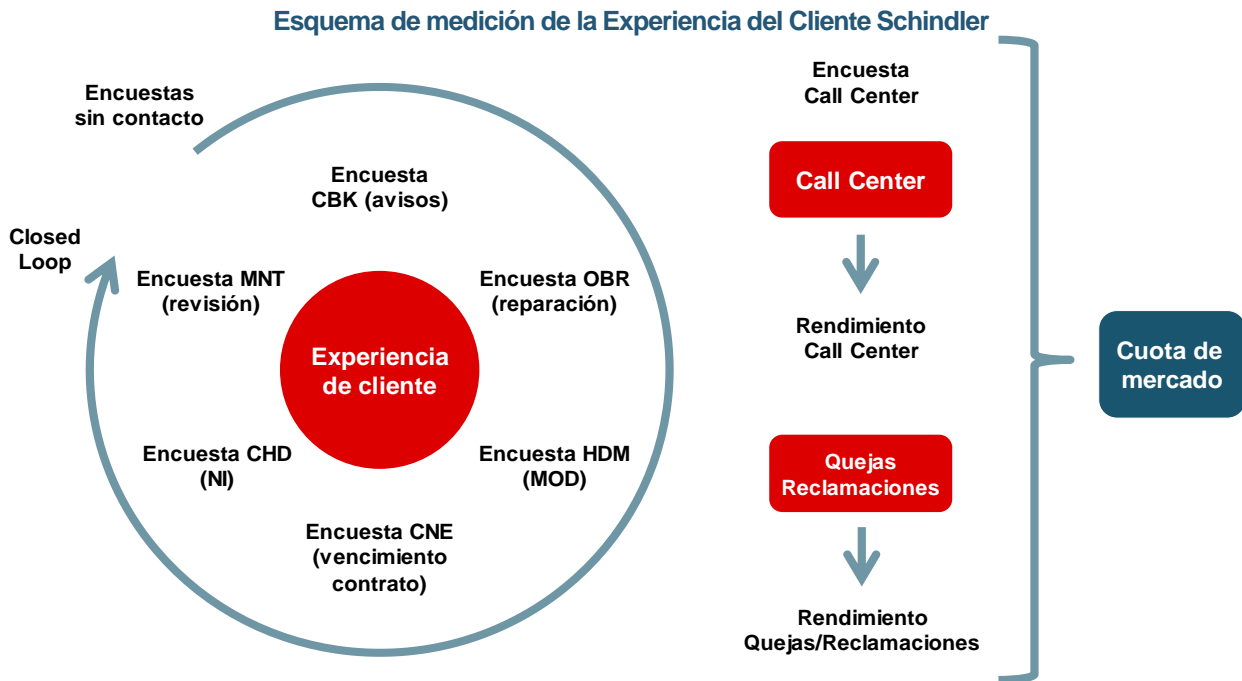 Esquema de medición de la Experiencia del Cliente Schindler
Encuestas
sin contacto
Closed
Loop
Encuesta
CBK (avisos)
Encuesta MNT
(revisión)
Encuesta OBR
(reparación)
Experiencia
de cliente
Encuesta CHD
(NI)
Encuesta HDM
(MOD)
Encuesta CNE
(vencimiento
contrato)
Encuesta
Call Center
Call Center
Rendimiento
Call Center
Quejas
Reclamaciones
Rendimiento
Quejas/Reclamaciones
Cuota de
mercado